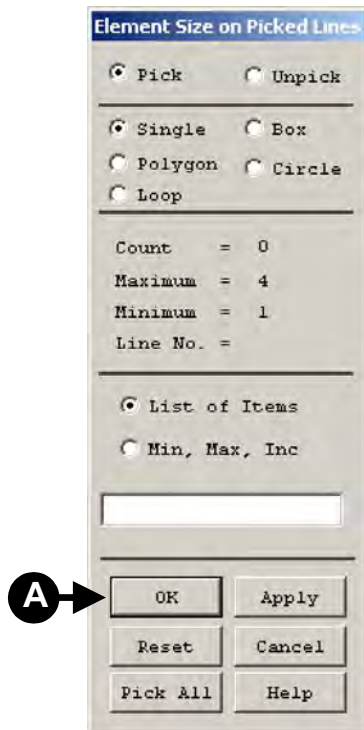 Element Size on Picked Lines
Pick Unpick
Single Box
Polygon Circle
Loop
Count = 0
Maximum = 4
Minimum = 1
Line No. =
List of Items
Min, Max, Inc
A OK Apply
Reset Cancel
Pick All Help